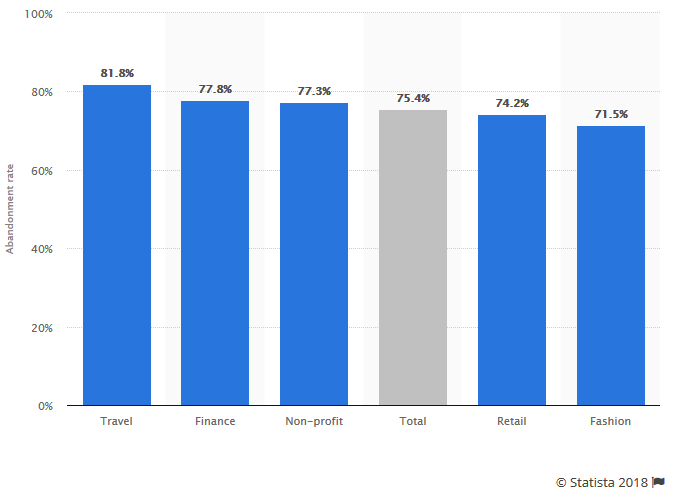 100%
80%
60%
40%
20%
0%
Abandonment rate
81.8%
77.8%
77.3%
75.4%
74.2%
71.5%
Travel
Finance
Non-profit
Total
Retail
Fashion
© Statista 2018